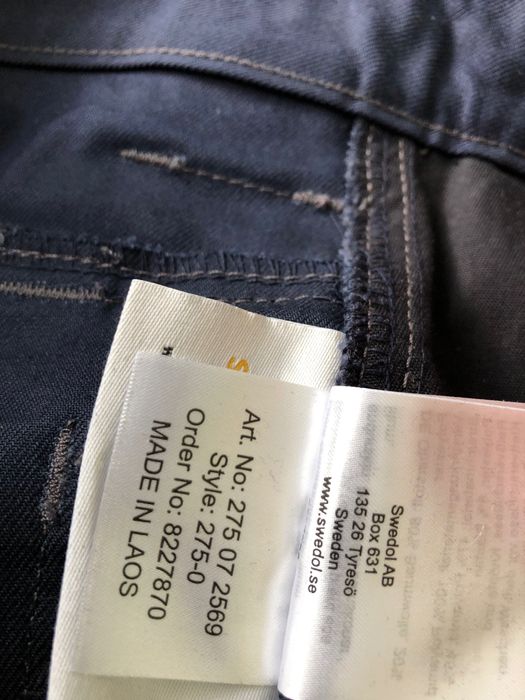 Art. No: 275 07 2569
Style: 275-0
Order No: 8227870
MADE IN LAOS
Swedol AB
Box 631
135 26 Tyresö
Sweden
www.swedol.se